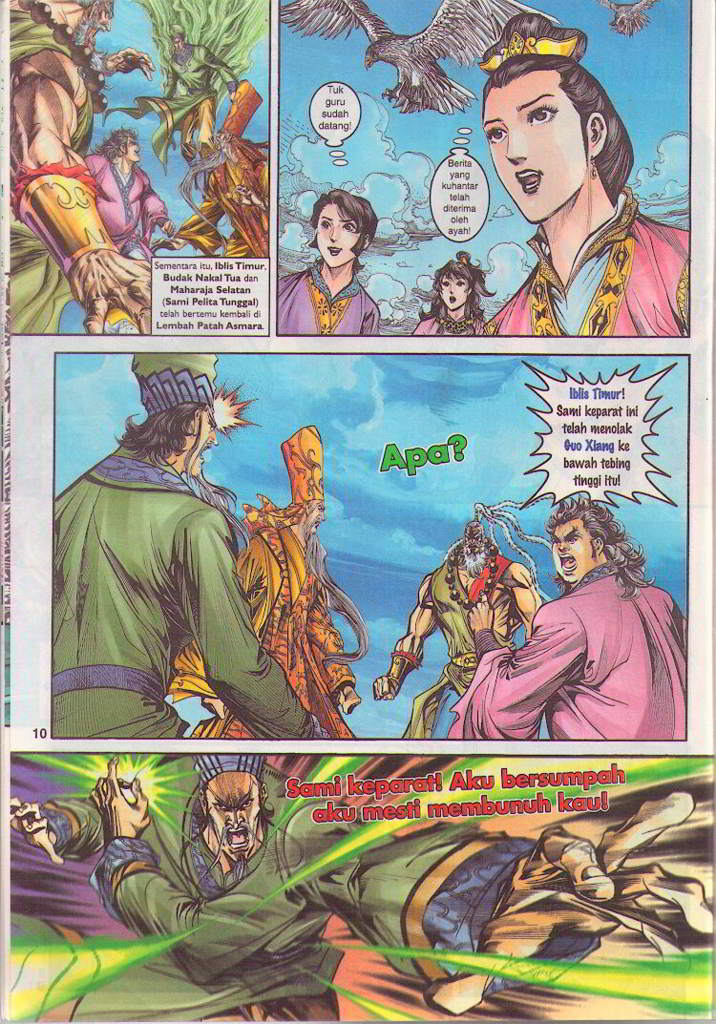 Sementara itu, Iblis Timur,
Budak Nakal Tua dan
Maharaja Selatan
(Sami Pelita Tunggal)
telah bertemu kembali di
Lembah Patah Asmara.
Tuk
guru
sudah
datang!
Berita
yang
kuhantar
telah
diterima
oleh
ayah!
Apa?
Iblis Timur!
Sami keparat ini
telah menolak
Guo Xiang ke
bawah tebing
tinggi itu!
10
Sami keparat! Aku bersumpah
aku mesti membunuh kau!